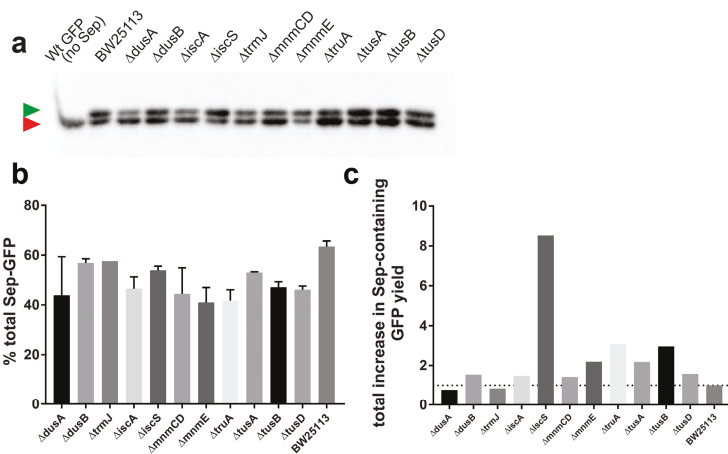 a
Wt GFP
(no Sep)
BW25113
ΔdusA
ΔdusB
ΔiscA
ΔiscS
ΔtrmJ
ΔmnmCD
ΔmnmE
ΔtruA
ΔtusA
ΔtusB
ΔtusD
b
% total Sep-GFP
80
60
40
20
0
ΔdusA
ΔdusB
ΔtrmJ
ΔiscA
ΔiscS
ΔmnmCD
ΔmnmE
ΔtruA
ΔtusA
ΔtusB
ΔtusD
BW25113
c
total increase in Sep-containing
GFP yield
10
8
6
4
2
0
ΔdusA
ΔdusB
ΔtrmJ
ΔiscA
ΔiscS
ΔmnmCD
ΔmnmE
ΔtruA
ΔtusA
ΔtusB
ΔtusD
BW25113